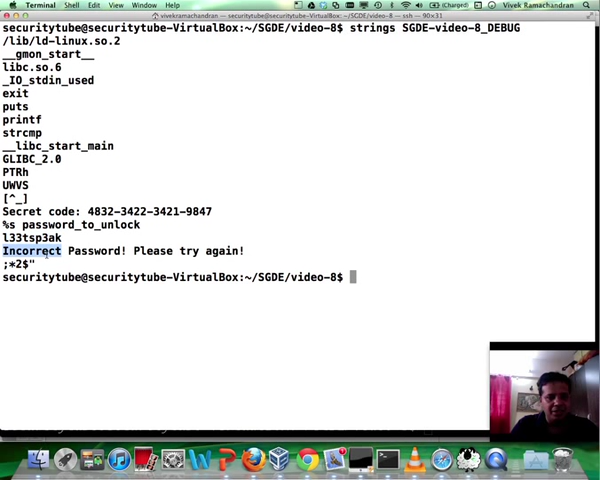 Terminal Shell Edit View Window Help (Charged) Vivek Ramachandran
securitytube@securitytube-VirtualBox: ~/SGDE/video-8 — ssh — 90×31
securitytube@securitytube-VirtualBox:~/SGDE/video-8$ strings SGDE-video-8_DEBUG
/lib/ld-linux.so.2
__gmon_start__
libc.so.6
_IO_stdin_used
exit
puts
printf
strcmp
__libc_start_main
GLIBC_2.0
PTRh
UWVS
[^_]
Secret code: 4832-3422-3421-9847
%s password_to_unlock
l33tsp3ak
Incorrect Password! Please try again!
;*2$"
securitytube@securitytube-VirtualBox:~/SGDE/video-8$